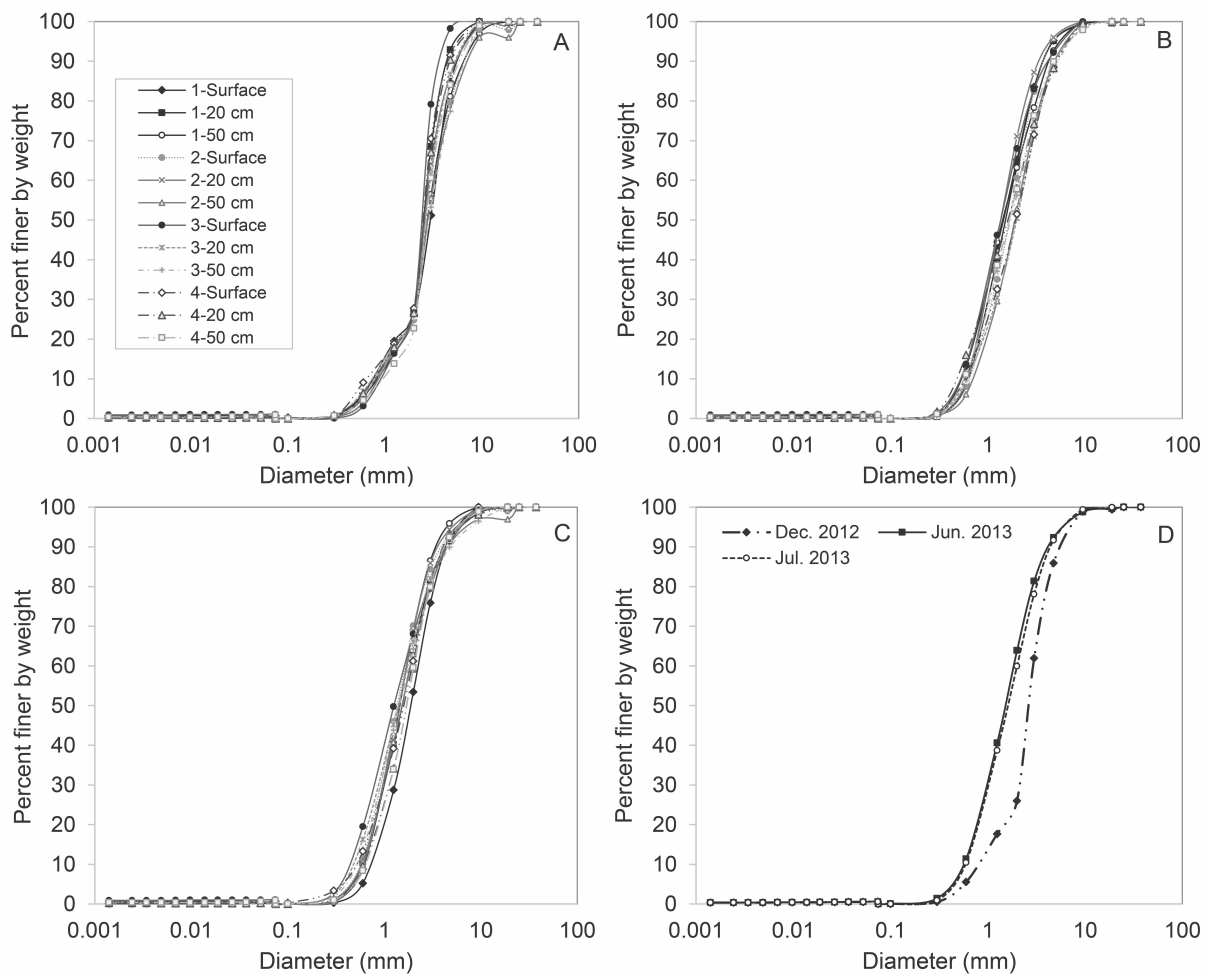 A
Percent finer by weight
100
90
80
70
60
50
40
30
20
10
0
1-Surface
1-20 cm
1-50 cm
2-Surface
2-20 cm
2-50 cm
3-Surface
3-20 cm
3-50 cm
4-Surface
4-20 cm
4-50 cm
0.001 0.01 0.1 1 10 100
Diameter (mm)
B
Percent finer by weight
100
90
80
70
60
50
40
30
20
10
0
0.001 0.01 0.1 1 10 100
Diameter (mm)
C
Percent finer by weight
100
90
80
70
60
50
40
30
20
10
0
0.001 0.01 0.1 1 10 100
Diameter (mm)
D
Percent finer by weight
100
90
80
70
60
50
40
30
20
10
0
Dec. 2012 Jun. 2013
Jul. 2013
0.001 0.01 0.1 1 10 100
Diameter (mm)